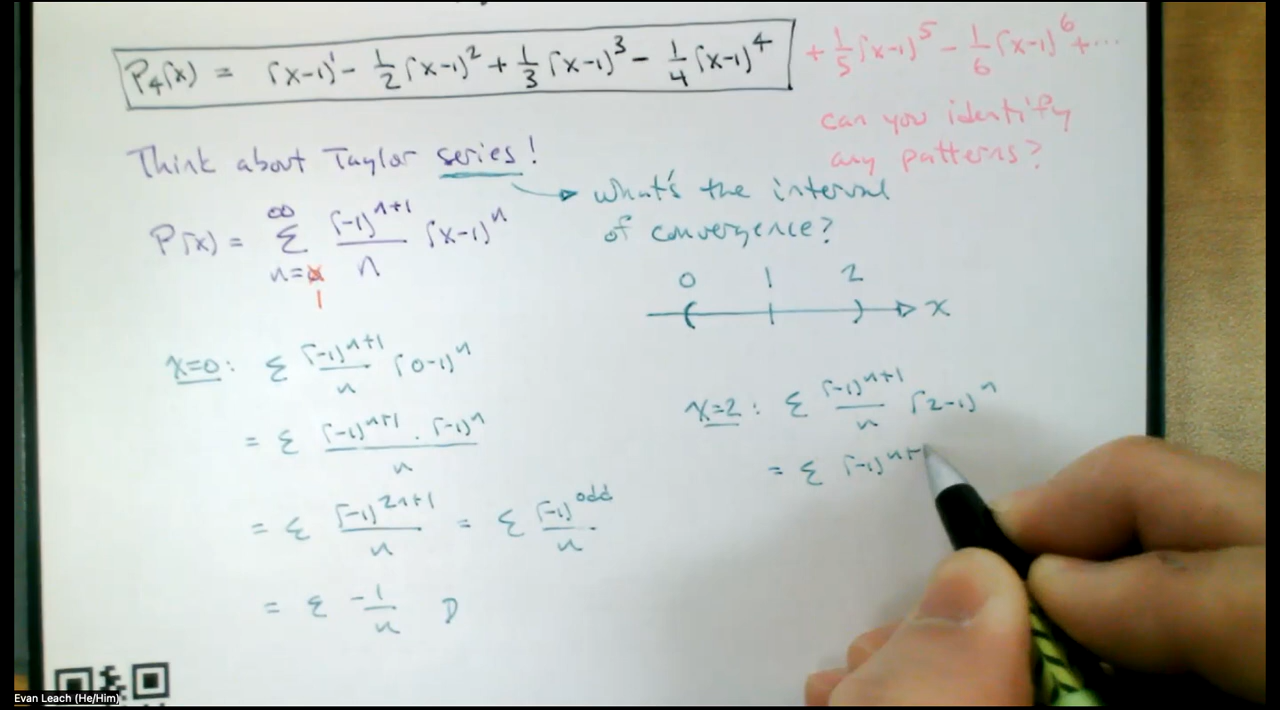 P₄(x) = (x-1)¹ - 1/2 (x-1)² + 1/3 (x-1)³ - 1/4 (x-1)⁴ + 1/5 (x-1)⁵ - 1/6 (x-1)⁶ + ...
can you identify
any patterns?
Think about Taylor series!
What's the interval
of convergence?
P(x) = ∞ Σ n=0 1 (-1)ⁿ⁺¹/n (x-1)ⁿ
0 1 2 x
x=0: Σ (-1)ⁿ⁺¹/n (0-1)ⁿ
= Σ (-1)ⁿ⁺¹ · (-1)ⁿ / n
= Σ (-1)²ⁿ⁺¹/n = Σ (-1)^odd/n
= Σ -1/n D
x=2: Σ (-1)ⁿ⁺¹/n (2-1)ⁿ
= Σ (-1)ⁿ⁺
Evan Leach (He/Him)